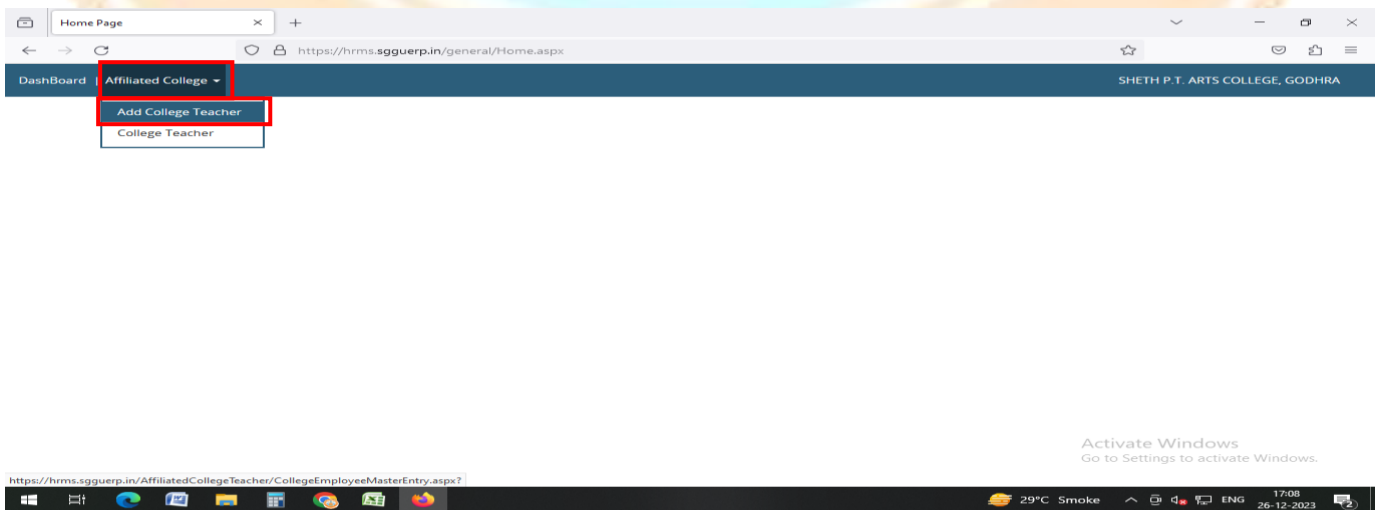 Home Page
https://hrms.sgguerp.in/general/Home.aspx
DashBoard | Affiliated College SHETH P.T. ARTS COLLEGE, GODHRA
Add College Teacher
College Teacher
Activate Windows
Go to Settings to activate Windows.
https://hrms.sgguerp.in/AffiliatedCollegeTeacher/CollegeEmployeeMasterEntry.aspx?
29°C Smoke ENG 17:08
26-12-2023 2